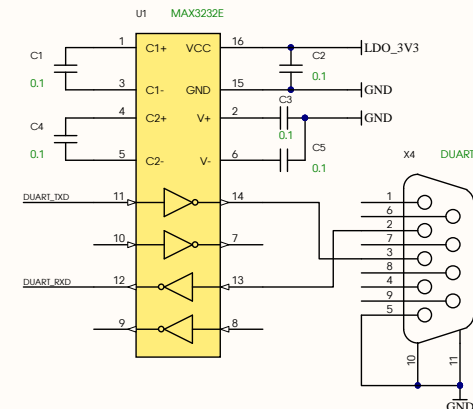 U1 MAX3232E
1 C1+ VCC 16 LDO_3V3
C1 C2
0.1 0.1
3 C1- GND 15 GND
C3
4 C2+ V+ 2 GND
C4 0.1
0.1 C5
5 C2- V- 6 0.1
X4 DUART
DUART_TXD 11 14
1
6
2
10 7
7
3
DUART_RXD 12 13
8
4
9
9 8
5
10 11
GND